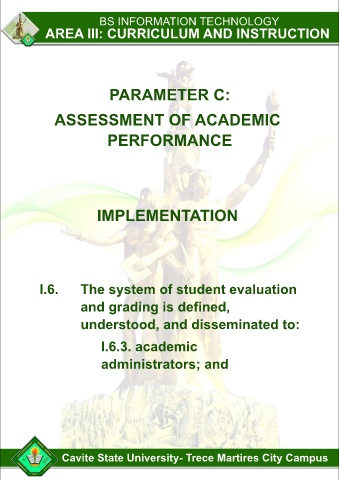 BS INFORMATION TECHNOLOGY
AREA III: CURRICULUM AND INSTRUCTION
PARAMETER C:
ASSESSMENT OF ACADEMIC
PERFORMANCE
IMPLEMENTATION
I.6. The system of student evaluation
and grading is defined,
understood, and disseminated to:
I.6.3. academic
administrators; and
Cavite State University- Trece Martires City Campus